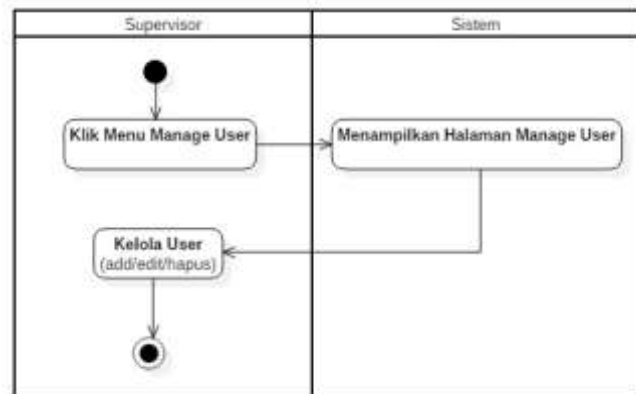 Supervisor
Sistem
Klik Menu Manage User
Menampilkan Halaman Manage User
Kelola User
(add/edit/hapus)